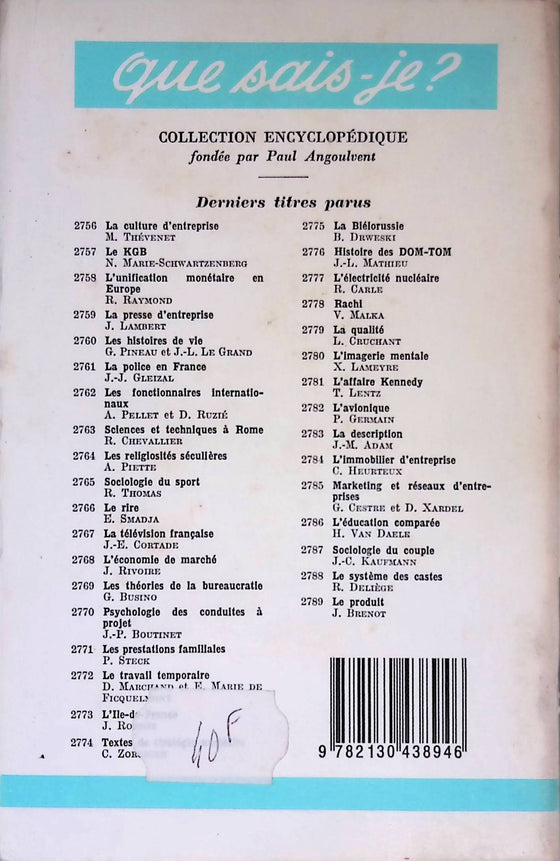 que sais-je?
COLLECTION ENCYCLOPÉDIQUE
fondée par Paul Angoulvent
Derniers titres parus
2756 La culture d'entreprise
M. THÉVENET
2757 Le KGB
N. MARIE-SCHWARTZENBERG
2758 L'unification monétaire en
Europe
R. RAYMOND
2759 La presse d'entreprise
J. LAMBERT
2760 Les histoires de vie
G. PINEAU et J.-L. LE GRAND
2761 La police en France
J.-J. GLEIZAL
2762 Les fonctionnaires internatio-
naux
A. PELLET et D. RUZIÉ
2763 Sciences et techniques à Rome
R. CHEVALLIER
2764 Les religiosités séculières
A. PIETTE
2765 Sociologie du sport
R. THOMAS
2766 Le rire
E. SMADJA
2767 La télévision française
J.-E. CORTADE
2768 L'économie de marché
J. RIVOIRE
2769 Les théories de la bureaucratie
G. BUSINO
2770 Psychologie des conduites à
projet
J.-P. BOUTINET
2771 Les prestations familiales
P. STECK
2772 Le travail temporaire
D. MARCHAND et E. MARIE DE
FICQUELMONT
2773 L'Ile-de-France
J. RO
2774 Textes
C. ZOR
2775 La Biélorussie
B. DRWESKI
2776 Histoire des DOM-TOM
J.-L. MATHIEU
2777 L'électricité nucléaire
R. CARLE
2778 Rachi
V. MALKA
2779 La qualité
L. CRUCHANT
2780 L'imagerie mentale
X. LAMEYRE
2781 L'affaire Kennedy
T. LENTZ
2782 L'avionique
P. GERMAIN
2783 La description
J.-M. ADAM
2784 L'immobilier d'entreprise
C. HEURTEUX
2785 Marketing et réseaux d'entre-
prises
G. CESTRE et D. XARDEL
2786 L'éducation comparée
H. VAN DAELE
2787 Sociologie du couple
J.-C. KAUFMANN
2788 Le système des castes
R. DELIÈGE
2789 Le produit
J. BRENOT
40F
9 782130 438946